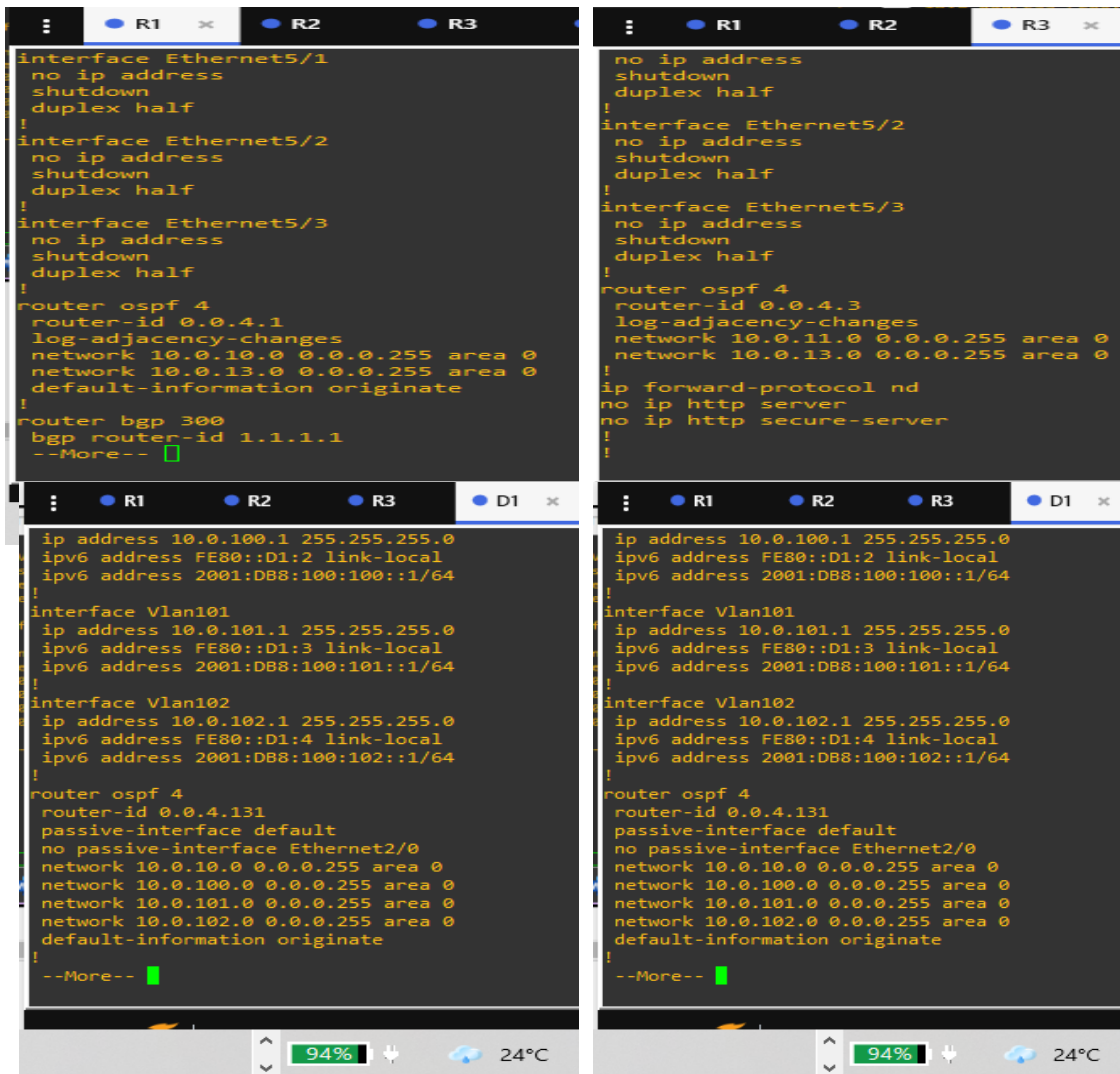 R1 × R2 R3
interface Ethernet5/1
no ip address
shutdown
duplex half
!
interface Ethernet5/2
no ip address
shutdown
duplex half
!
interface Ethernet5/3
no ip address
shutdown
duplex half
!
router ospf 4
router-id 0.0.4.1
log-adjacency-changes
network 10.0.10.0 0.0.0.255 area 0
network 10.0.13.0 0.0.0.255 area 0
default-information originate
!
router bgp 300
bgp router-id 1.1.1.1
--More--
R1 R2 R3 ×
no ip address
shutdown
duplex half
!
interface Ethernet5/2
no ip address
shutdown
duplex half
!
interface Ethernet5/3
no ip address
shutdown
duplex half
!
router ospf 4
router-id 0.0.4.3
log-adjacency-changes
network 10.0.11.0 0.0.0.255 area 0
network 10.0.13.0 0.0.0.255 area 0
!
ip forward-protocol nd
no ip http server
no ip http secure-server
!
!
R1 R2 R3 D1 ×
ip address 10.0.100.1 255.255.255.0
ipv6 address FE80::D1:2 link-local
ipv6 address 2001:DB8:100:100::1/64
!
interface Vlan101
ip address 10.0.101.1 255.255.255.0
ipv6 address FE80::D1:3 link-local
ipv6 address 2001:DB8:100:101::1/64
!
interface Vlan102
ip address 10.0.102.1 255.255.255.0
ipv6 address FE80::D1:4 link-local
ipv6 address 2001:DB8:100:102::1/64
!
router ospf 4
router-id 0.0.4.131
passive-interface default
no passive-interface Ethernet2/0
network 10.0.10.0 0.0.0.255 area 0
network 10.0.100.0 0.0.0.255 area 0
network 10.0.101.0 0.0.0.255 area 0
network 10.0.102.0 0.0.0.255 area 0
default-information originate
!
--More--
94% 24°C
R1 R2 R3 D1 ×
ip address 10.0.100.1 255.255.255.0
ipv6 address FE80::D1:2 link-local
ipv6 address 2001:DB8:100:100::1/64
!
interface Vlan101
ip address 10.0.101.1 255.255.255.0
ipv6 address FE80::D1:3 link-local
ipv6 address 2001:DB8:100:101::1/64
!
interface Vlan102
ip address 10.0.102.1 255.255.255.0
ipv6 address FE80::D1:4 link-local
ipv6 address 2001:DB8:100:102::1/64
!
router ospf 4
router-id 0.0.4.131
passive-interface default
no passive-interface Ethernet2/0
network 10.0.10.0 0.0.0.255 area 0
network 10.0.100.0 0.0.0.255 area 0
network 10.0.101.0 0.0.0.255 area 0
network 10.0.102.0 0.0.0.255 area 0
default-information originate
!
--More--
94% 24°C